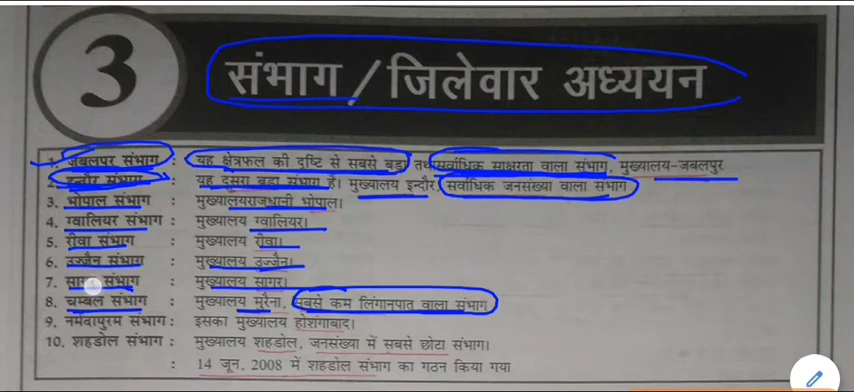 3
संभाग / जिलेवार अध्ययन
1. जबलपुर संभाग : यह क्षेत्रफल की दृष्टि से सबसे बड़ा तथा सर्वाधिक साक्षरता वाला संभाग, मुख्यालय-जबलपुर
2. इन्दौर संभाग : यह दूसरा बड़ा संभाग है। मुख्यालय इन्दौर, सर्वाधिक जनसंख्या वाला संभाग
3. भोपाल संभाग : मुख्यालयराजधानी भोपाल।
4. ग्वालियर संभाग : मुख्यालय ग्वालियर।
5. रीवा संभाग : मुख्यालय रीवा।
6. उज्जैन संभाग : मुख्यालय उज्जैन।
7. सागर संभाग : मुख्यालय सागर।
8. चम्बल संभाग : मुख्यालय मुरैना, सबसे कम लिंगानुपात वाला संभाग
9. नर्मदापुरम संभाग : इसका मुख्यालय होशंगाबाद।
10. शहडोल संभाग : मुख्यालय शहडोल, जनसंख्या में सबसे छोटा संभाग।
: 14 जून, 2008 में शहडोल संभाग का गठन किया गया